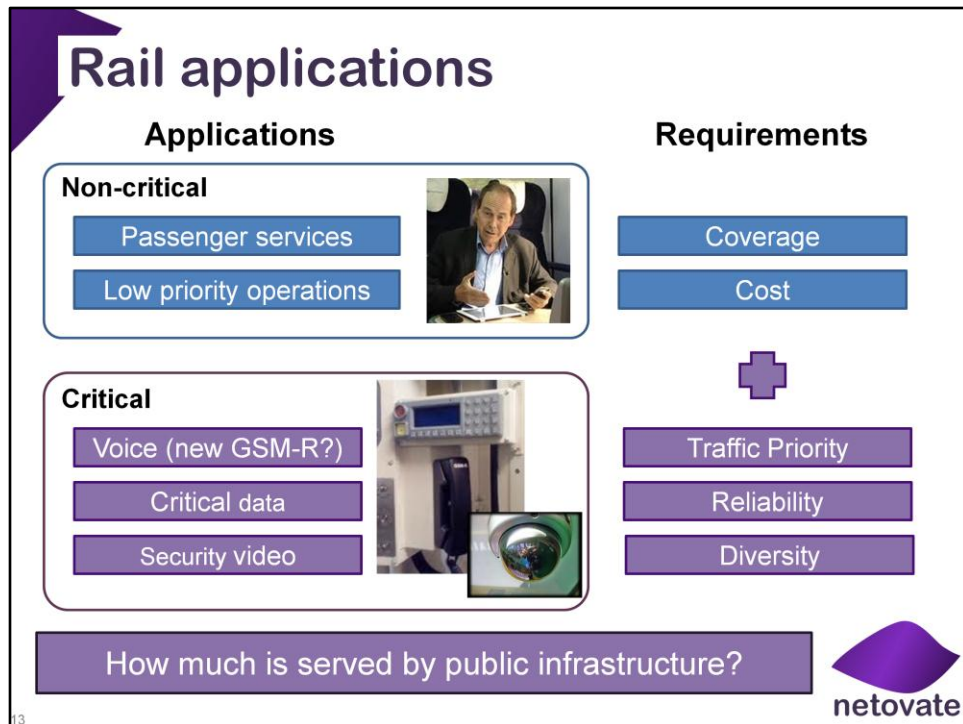 Rail applications
Applications
Requirements
Non-critical
Passenger services
Low priority operations
Coverage
Cost
Critical
Voice (new GSM-R?)
Critical data
Security video
Traffic Priority
Reliability
Diversity
How much is served by public infrastructure?
netovate
13